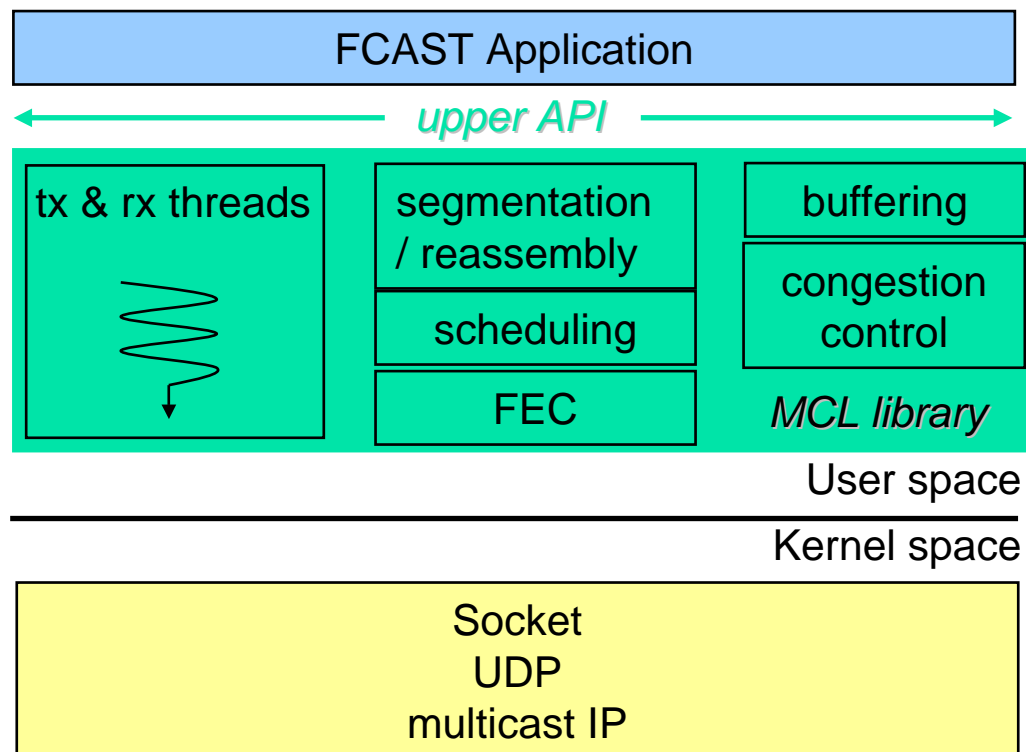 FCAST Application
upper API
tx & rx threads
segmentation
/ reassembly
scheduling
FEC
buffering
congestion
control
MCL library
User space
Kernel space
Socket
UDP
multicast IP